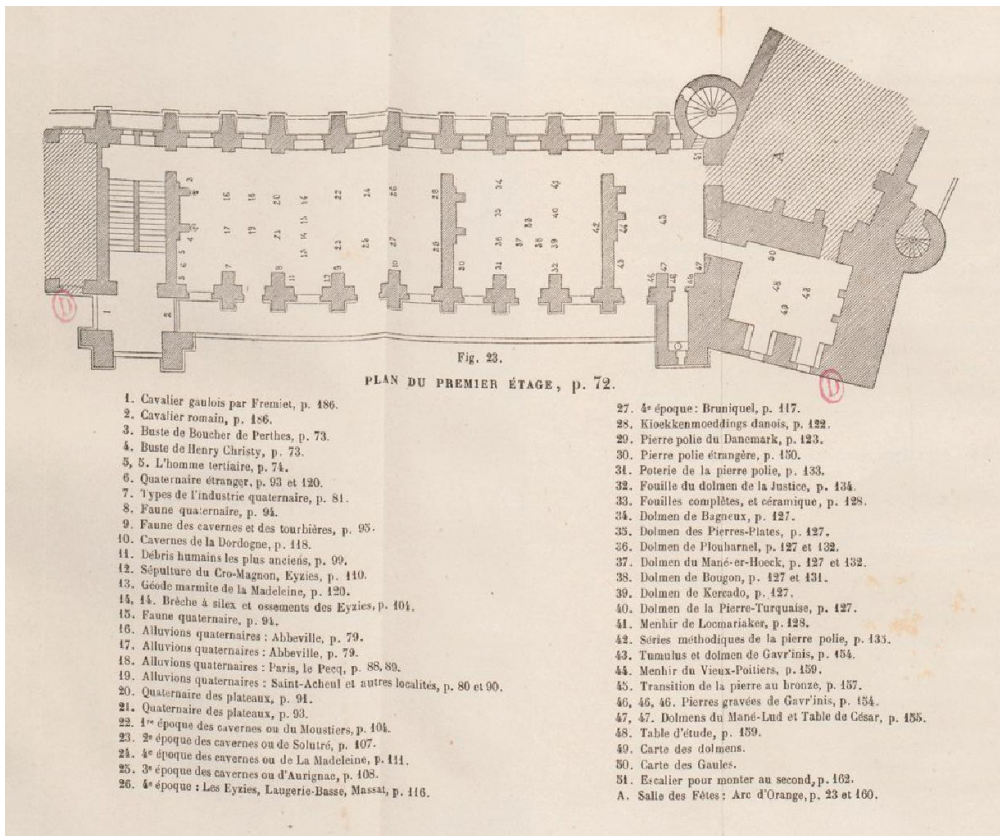 A
D
D
Fig. 23.
PLAN DU PREMIER ÉTAGE, p. 72.
1. Cavalier gaulois par Fremiet, p. 186.
2. Cavalier romain, p. 186.
3. Buste de Boucher de Perthes, p. 73.
4. Buste de Henry Christy, p. 73.
5, 5. L'homme tertiaire, p. 74.
6. Quaternaire étranger, p. 93 et 120.
7. Types de l'industrie quaternaire, p. 81.
8. Faune quaternaire, p. 94.
9. Faune des cavernes et des tourbières, p. 95.
10. Cavernes de la Dordogne, p. 118.
11. Débris humains les plus anciens, p. 99.
12. Sépulture du Cro-Magnon, Eyzies, p. 110.
13. Géode marmite de la Madeleine, p. 120.
14, 14. Brèche à silex et ossements des Eyzies, p. 104.
15. Faune quaternaire, p. 94.
16. Alluvions quaternaires : Abbeville, p. 79.
17. Alluvions quaternaires : Abbeville, p. 79.
18. Alluvions quaternaires : Paris, le Pecq, p. 88, 89.
19. Alluvions quaternaires : Saint-Acheul et autres localités, p. 80 et 90.
20. Quaternaire des plateaux, p. 91.
21. Quaternaire des plateaux, p. 93.
22. 1re époque des cavernes ou du Moustiers, p. 104.
23. 2e époque des cavernes ou de Solutré, p. 107.
24. 4e époque des cavernes ou de La Madeleine, p. 111.
25. 3e époque des cavernes ou d'Aurignac, p. 108.
26. 4e époque : Les Eyzies, Laugerie-Basse, Massat, p. 116.
27. 4e époque : Bruniquel, p. 117.
28. Kioekkenmoeddings danois, p. 122.
29. Pierre polie du Danemark, p. 123.
30. Pierre polie étrangère, p. 150.
31. Poterie de la pierre polie, p. 133.
32. Fouille du dolmen de la Justice, p. 134.
33. Fouilles complètes, et céramique, p. 128.
34. Dolmen de Bagneux, p. 127.
35. Dolmen des Pierres-Plates, p. 127.
36. Dolmen de Plouharnel, p. 127 et 132.
37. Dolmen du Mané-er-Hoeck, p. 127 et 132.
38. Dolmen de Bougon, p. 127 et 131.
39. Dolmen de Kercado, p. 127.
40. Dolmen de la Pierre-Turquaise, p. 127.
41. Menhir de Locmariaker, p. 128.
42. Séries méthodiques de la pierre polie, p. 135.
43. Tumulus et dolmen de Gavr'inis, p. 154.
44. Menhir du Vieux-Poitiers, p. 159.
45. Transition de la pierre au bronze, p. 157.
46, 46, 46. Pierres gravées de Gavr'inis, p. 154.
47, 47. Dolmens du Mané-Lud et Table de César, p. 155.
48. Table d'étude, p. 159.
49. Carte des dolmens.
50. Carte des Gaules.
51. Escalier pour monter au second, p. 162.
A. Salle des Fêtes : Arc d'Orange, p. 23 et 160.